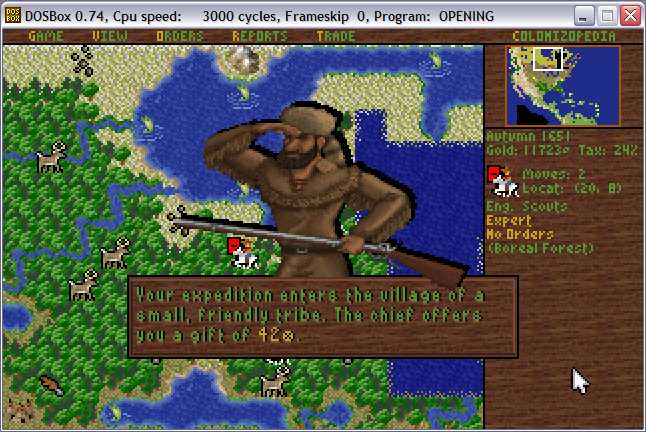 DOSBox 0.74, Cpu speed: 3000 cycles, Frameskip 0, Program: OPENING
GAME VIEW ORDERS REPORTS TRADE COLONIZOPEDIA
Autumn 1651
Gold: 11723 Tax: 24%
Moves: 2
Locat: (20, 8)
Eng. Scouts
Expert
No Orders
(Boreal Forest)
Your expedition enters the village of a
small, friendly tribe. The chief offers
you a gift of 42.